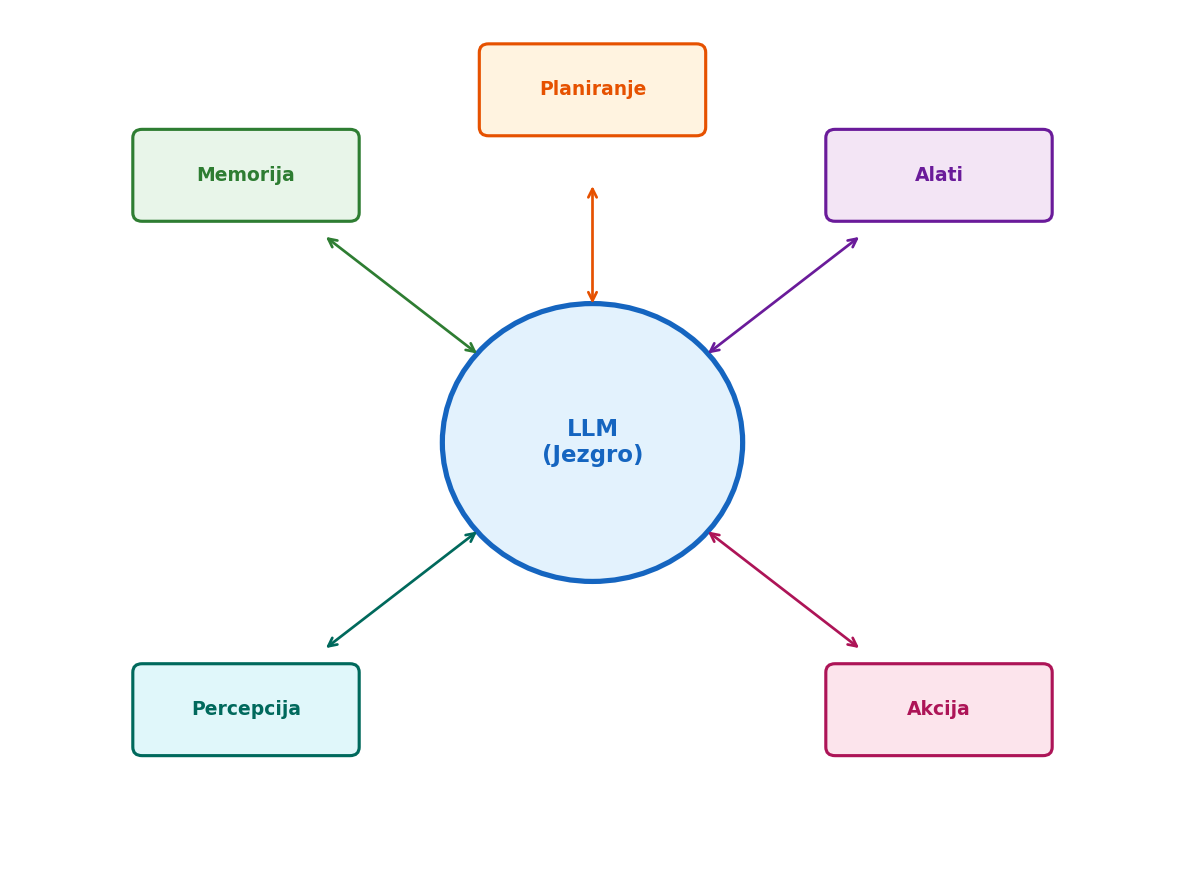 Planiranje
Memorija
Alati
LLM
(Jezgro)
Percepcija
Akcija